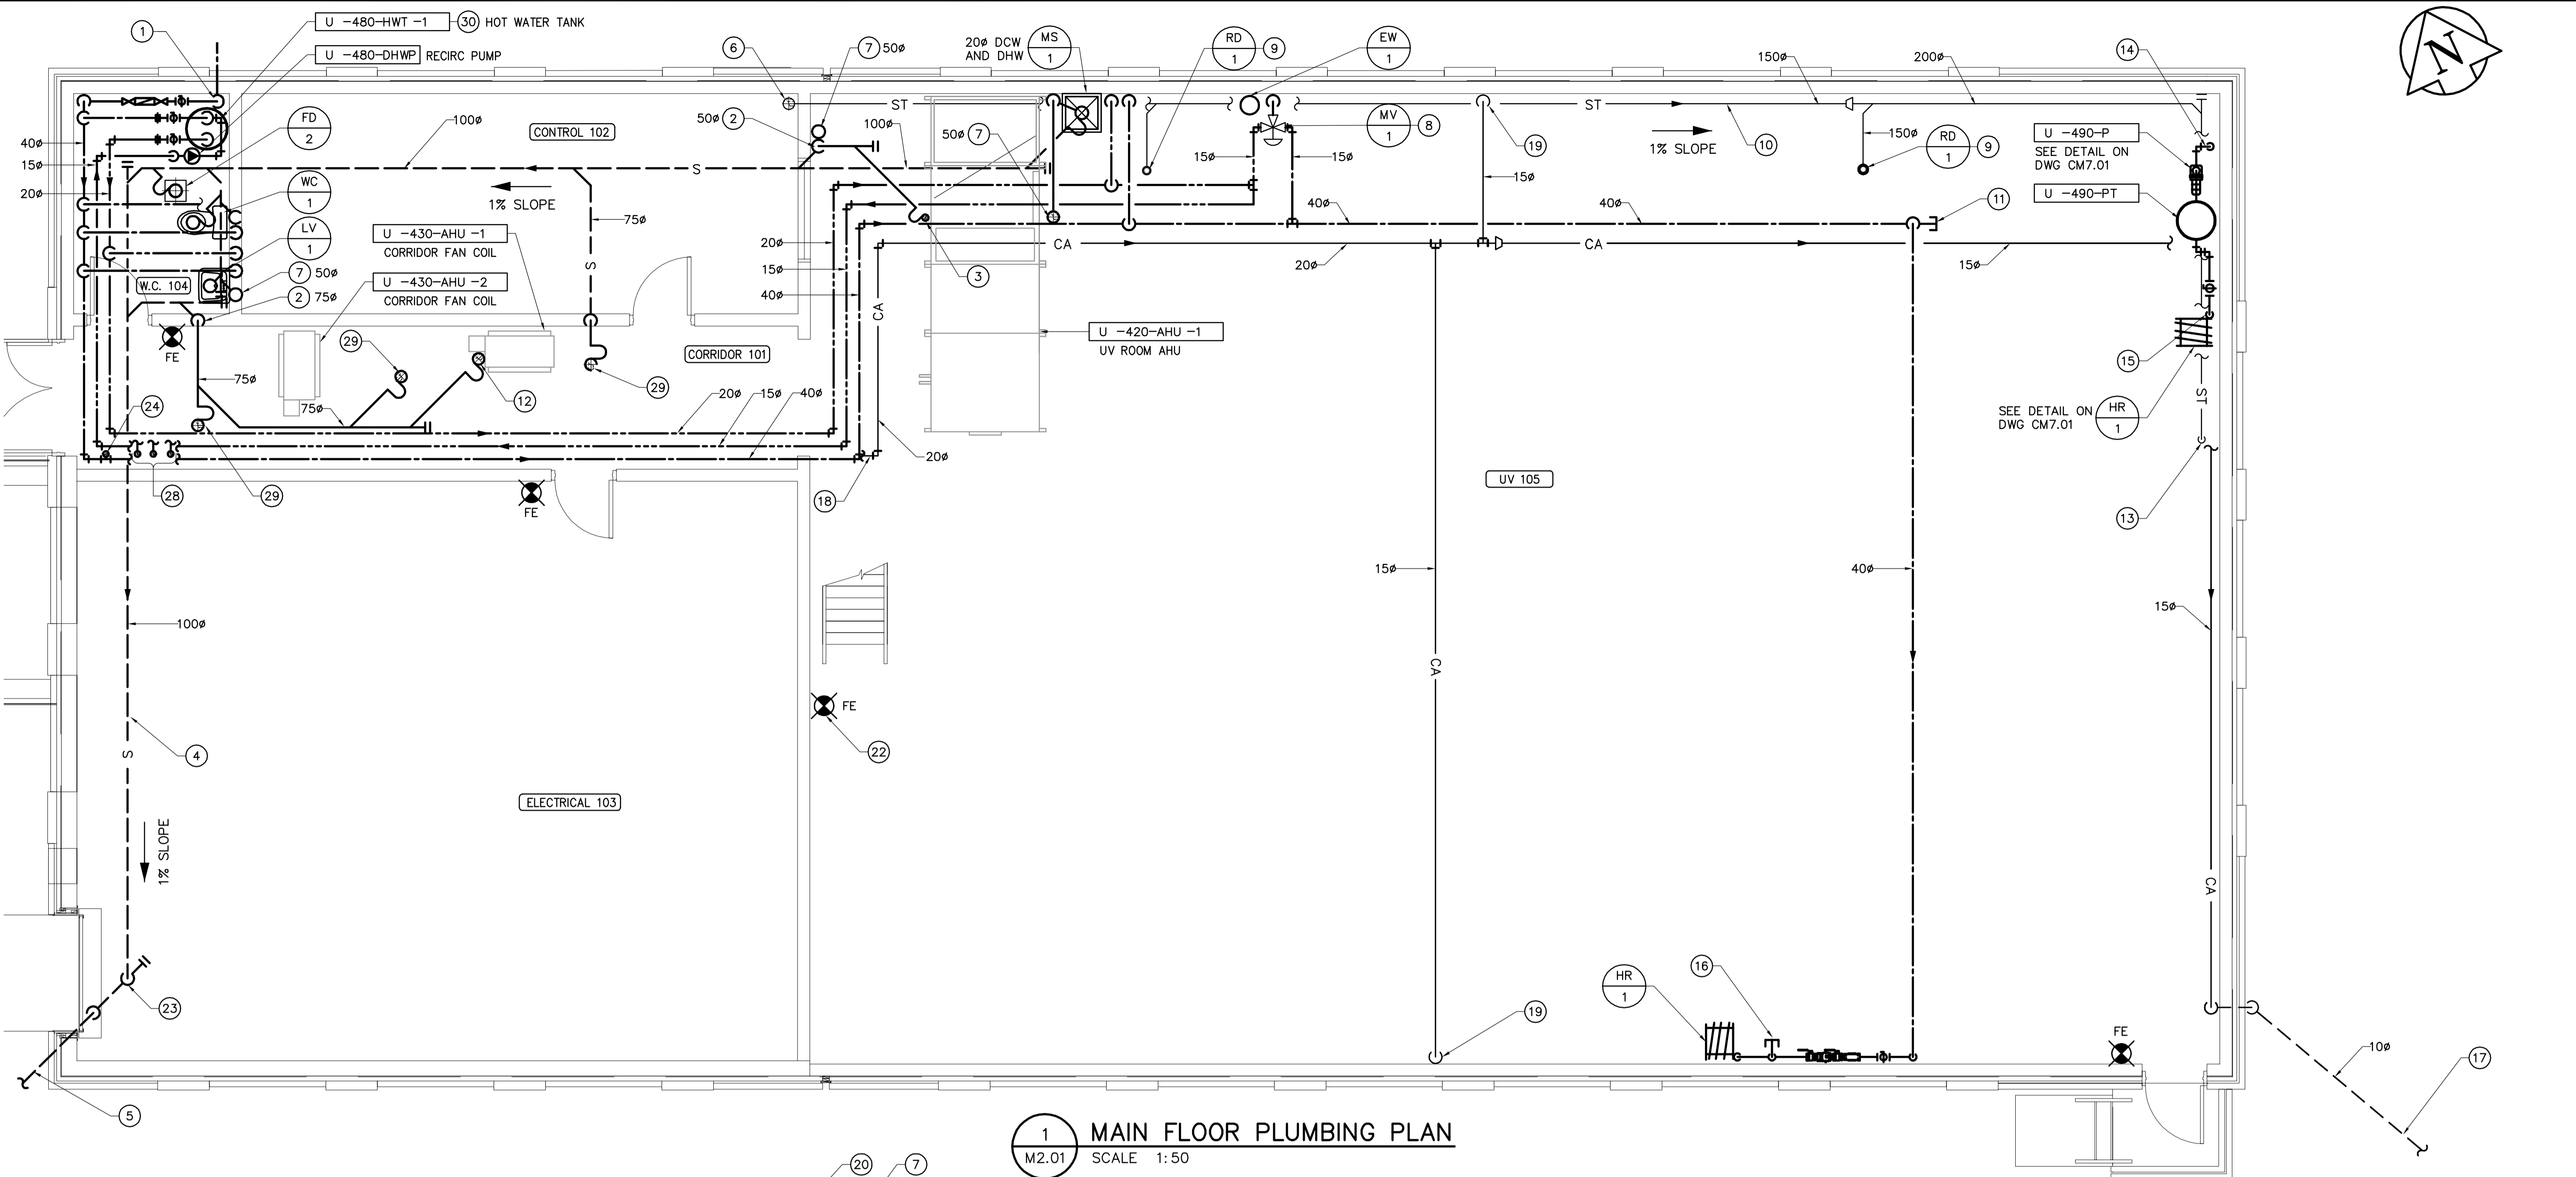 1
U -480-HWT -1
30
HOT WATER TANK
U -480-DHWP
RECIRC PUMP
6
7
50ø
20ø DCW
AND DHW
MS
1
RD
1
9
EW
1
150ø
200ø
14
N
FD
2
CONTROL 102
100ø
50ø
2
ST
100ø
50ø
7
MV
1
8
19
ST
1% SLOPE
10
150ø
RD
1
9
U -490-P
SEE DETAIL ON
DWG CM7.01
U -490-PT
40ø
15ø
20ø
WC
1
1% SLOPE
S
75ø
15ø
15ø
15ø
LV
1
U -430-AHU -1
CORRIDOR FAN COIL
U -430-AHU -2
CORRIDOR FAN COIL
7
50ø
2
75ø
W.C. 104
S
20ø
15ø
40ø
CA
3
40ø
40ø
11
CA
20ø
CA
15ø
FE
29
CORRIDOR 101
29
U -420-AHU -1
UV ROOM AHU
15
24
75ø
75ø
12
20ø
15ø
40ø
ST
SEE DETAIL ON
DWG CM7.01
HR
1
28
29
FE
18
20ø
UV 105
13
15ø
40ø
15ø
100ø
CA
4
S
FE
22
ELECTRICAL 103
1% SLOPE
CA
23
HR
1
16
19
FE
10ø
17
5
1
M2.01
MAIN FLOOR PLUMBING PLAN
SCALE 1:50
20
7